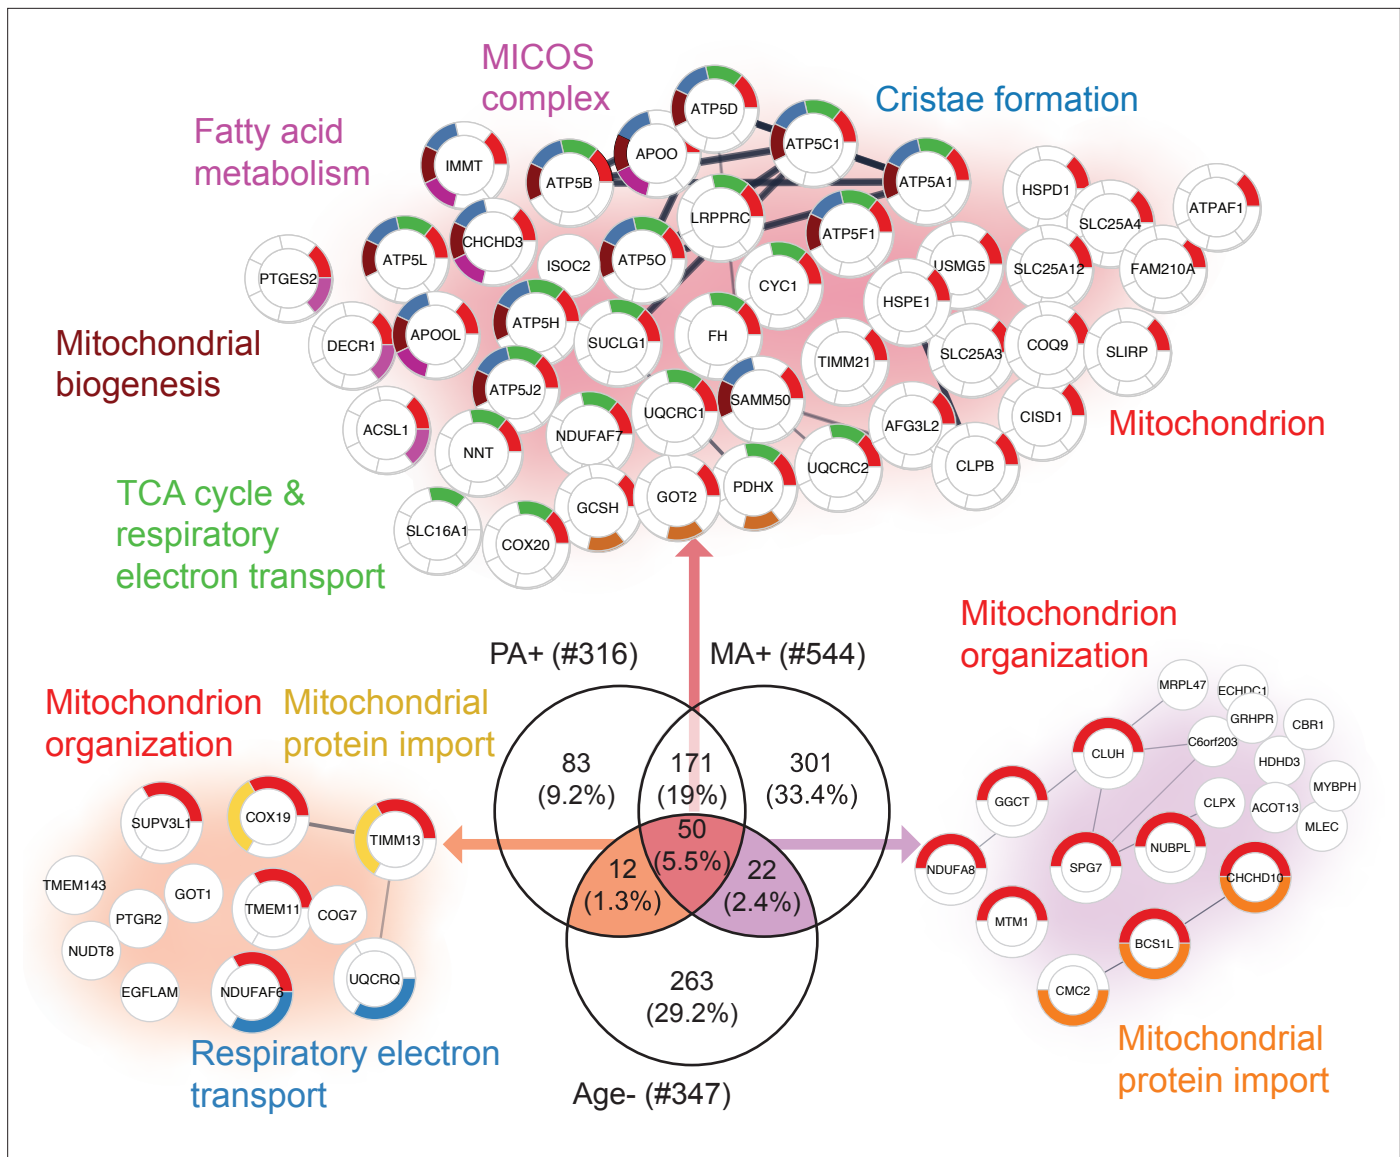 MICOS
complex
Cristae formation
Fatty acid
metabolism
ATP5D
ATP5C1
APOO
IMMT
ATP5B
ATP5A1
HSPD1
SLC25A4
ATPAF1
LRPPRC
ATP5F1
CHCHD3
ATP5L
ISOC2
ATP5O
USMG5
SLC25A12
FAM210A
PTGES2
CYC1
HSPE1
DECR1
APOOL
ATP5H
SUCLG1
FH
TIMM21
SLC25A3
COQ9
SLIRP
Mitochondrial
biogenesis
ATP5J2
UQCRC1
SAMM50
AFG3L2
CISD1
Mitochondrion
ACSL1
NNT
NDUFAF7
UQCRC2
CLPB
GCSH
GOT2
PDHX
TCA cycle &
respiratory
electron transport
SLC16A1
COX20
PA+ (#316)
MA+ (#544)
83
(9.2%)
171
(19%)
301
(33.4%)
50
(5.5%)
12
(1.3%)
22
(2.4%)
263
(29.2%)
Age- (#347)
Mitochondrion
organization
Mitochondrial
protein import
SUPV3L1
COX19
TIMM13
TMEM143
GOT1
PTGR2
TMEM11
COG7
NUDT8
EGFLAM
NDUFAF6
UQCRQ
Respiratory electron
transport
Mitochondrion
organization
MRPL47
ECHDC1
GRHPR
CBR1
CLUH
C6orf203
HDHD3
MYBPH
GGCT
CLPX
ACOT13
MLEC
NDUFA8
SPG7
NUBPL
CHCHD10
MTM1
BCS1L
CMC2
Mitochondrial
protein import